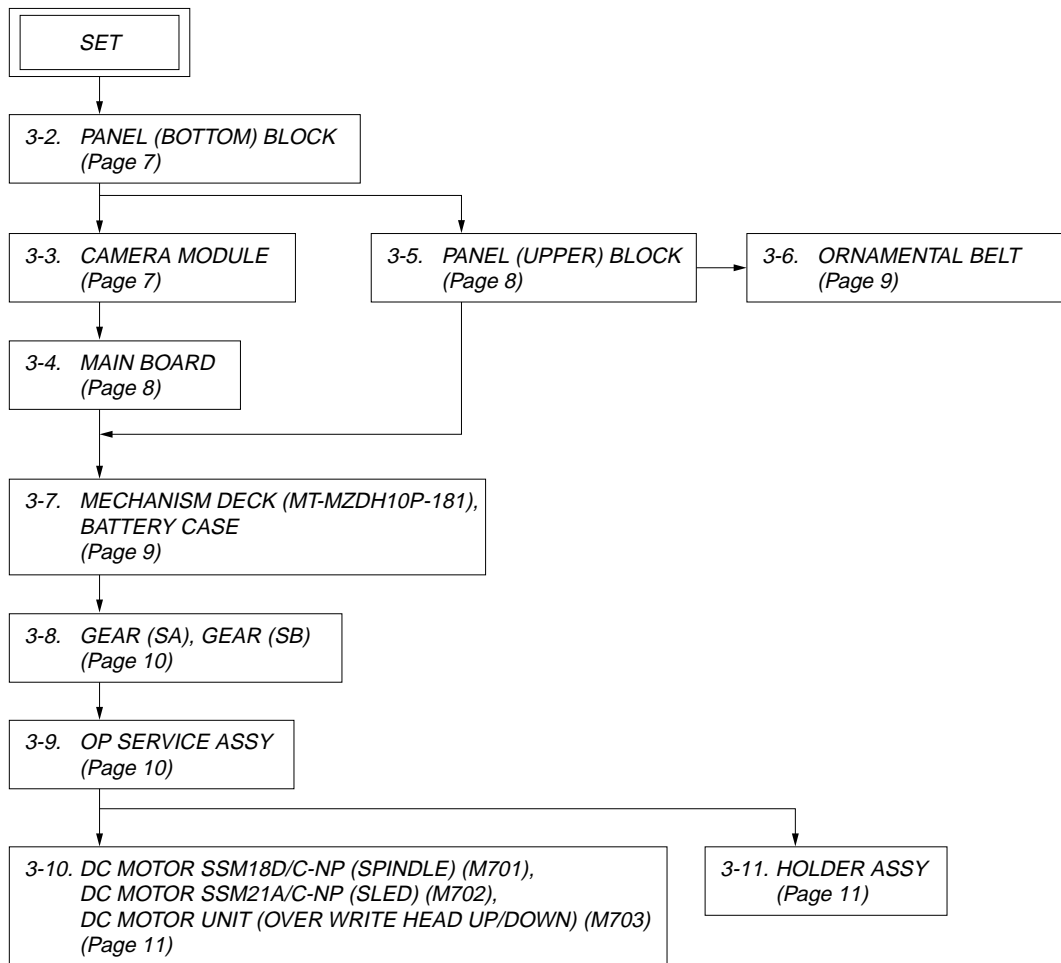 SET
3-2. PANEL (BOTTOM) BLOCK
(Page 7)
3-3. CAMERA MODULE
(Page 7)
3-5. PANEL (UPPER) BLOCK
(Page 8)
3-6. ORNAMENTAL BELT
(Page 9)
3-4. MAIN BOARD
(Page 8)
3-7. MECHANISM DECK (MT-MZDH10P-181),
BATTERY CASE
(Page 9)
3-8. GEAR (SA), GEAR (SB)
(Page 10)
3-9. OP SERVICE ASSY
(Page 10)
3-10. DC MOTOR SSM18D/C-NP (SPINDLE) (M701),
DC MOTOR SSM21A/C-NP (SLED) (M702),
DC MOTOR UNIT (OVER WRITE HEAD UP/DOWN) (M703)
(Page 11)
3-11. HOLDER ASSY
(Page 11)